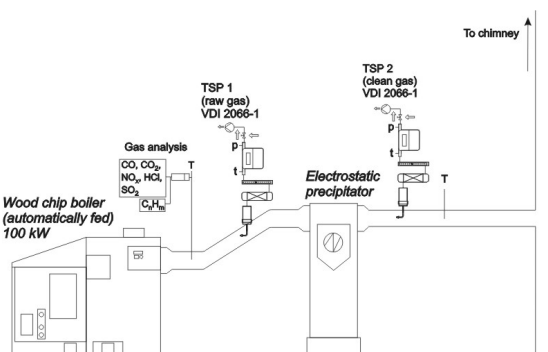 To chimney
TSP 2
(clean gas)
VDI 2066-1
TSP 1
(raw gas)
VDI 2066-1
p
t
p
t
Gas analysis
T
CO, CO₂,
NOₓ, HCl,
SO₂
CₙHₘ
Electrostatic
precipitator
T
Wood chip boiler
(automatically fed)
100 kW